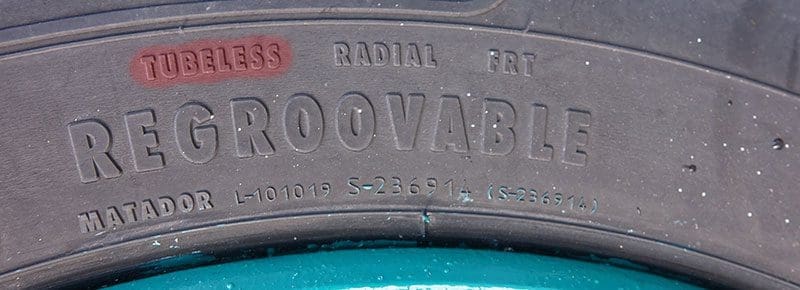 TUBELESS RADIAL FRT
REGROOVABLE
MATADOR L-101019 S-236914 (S-236914)